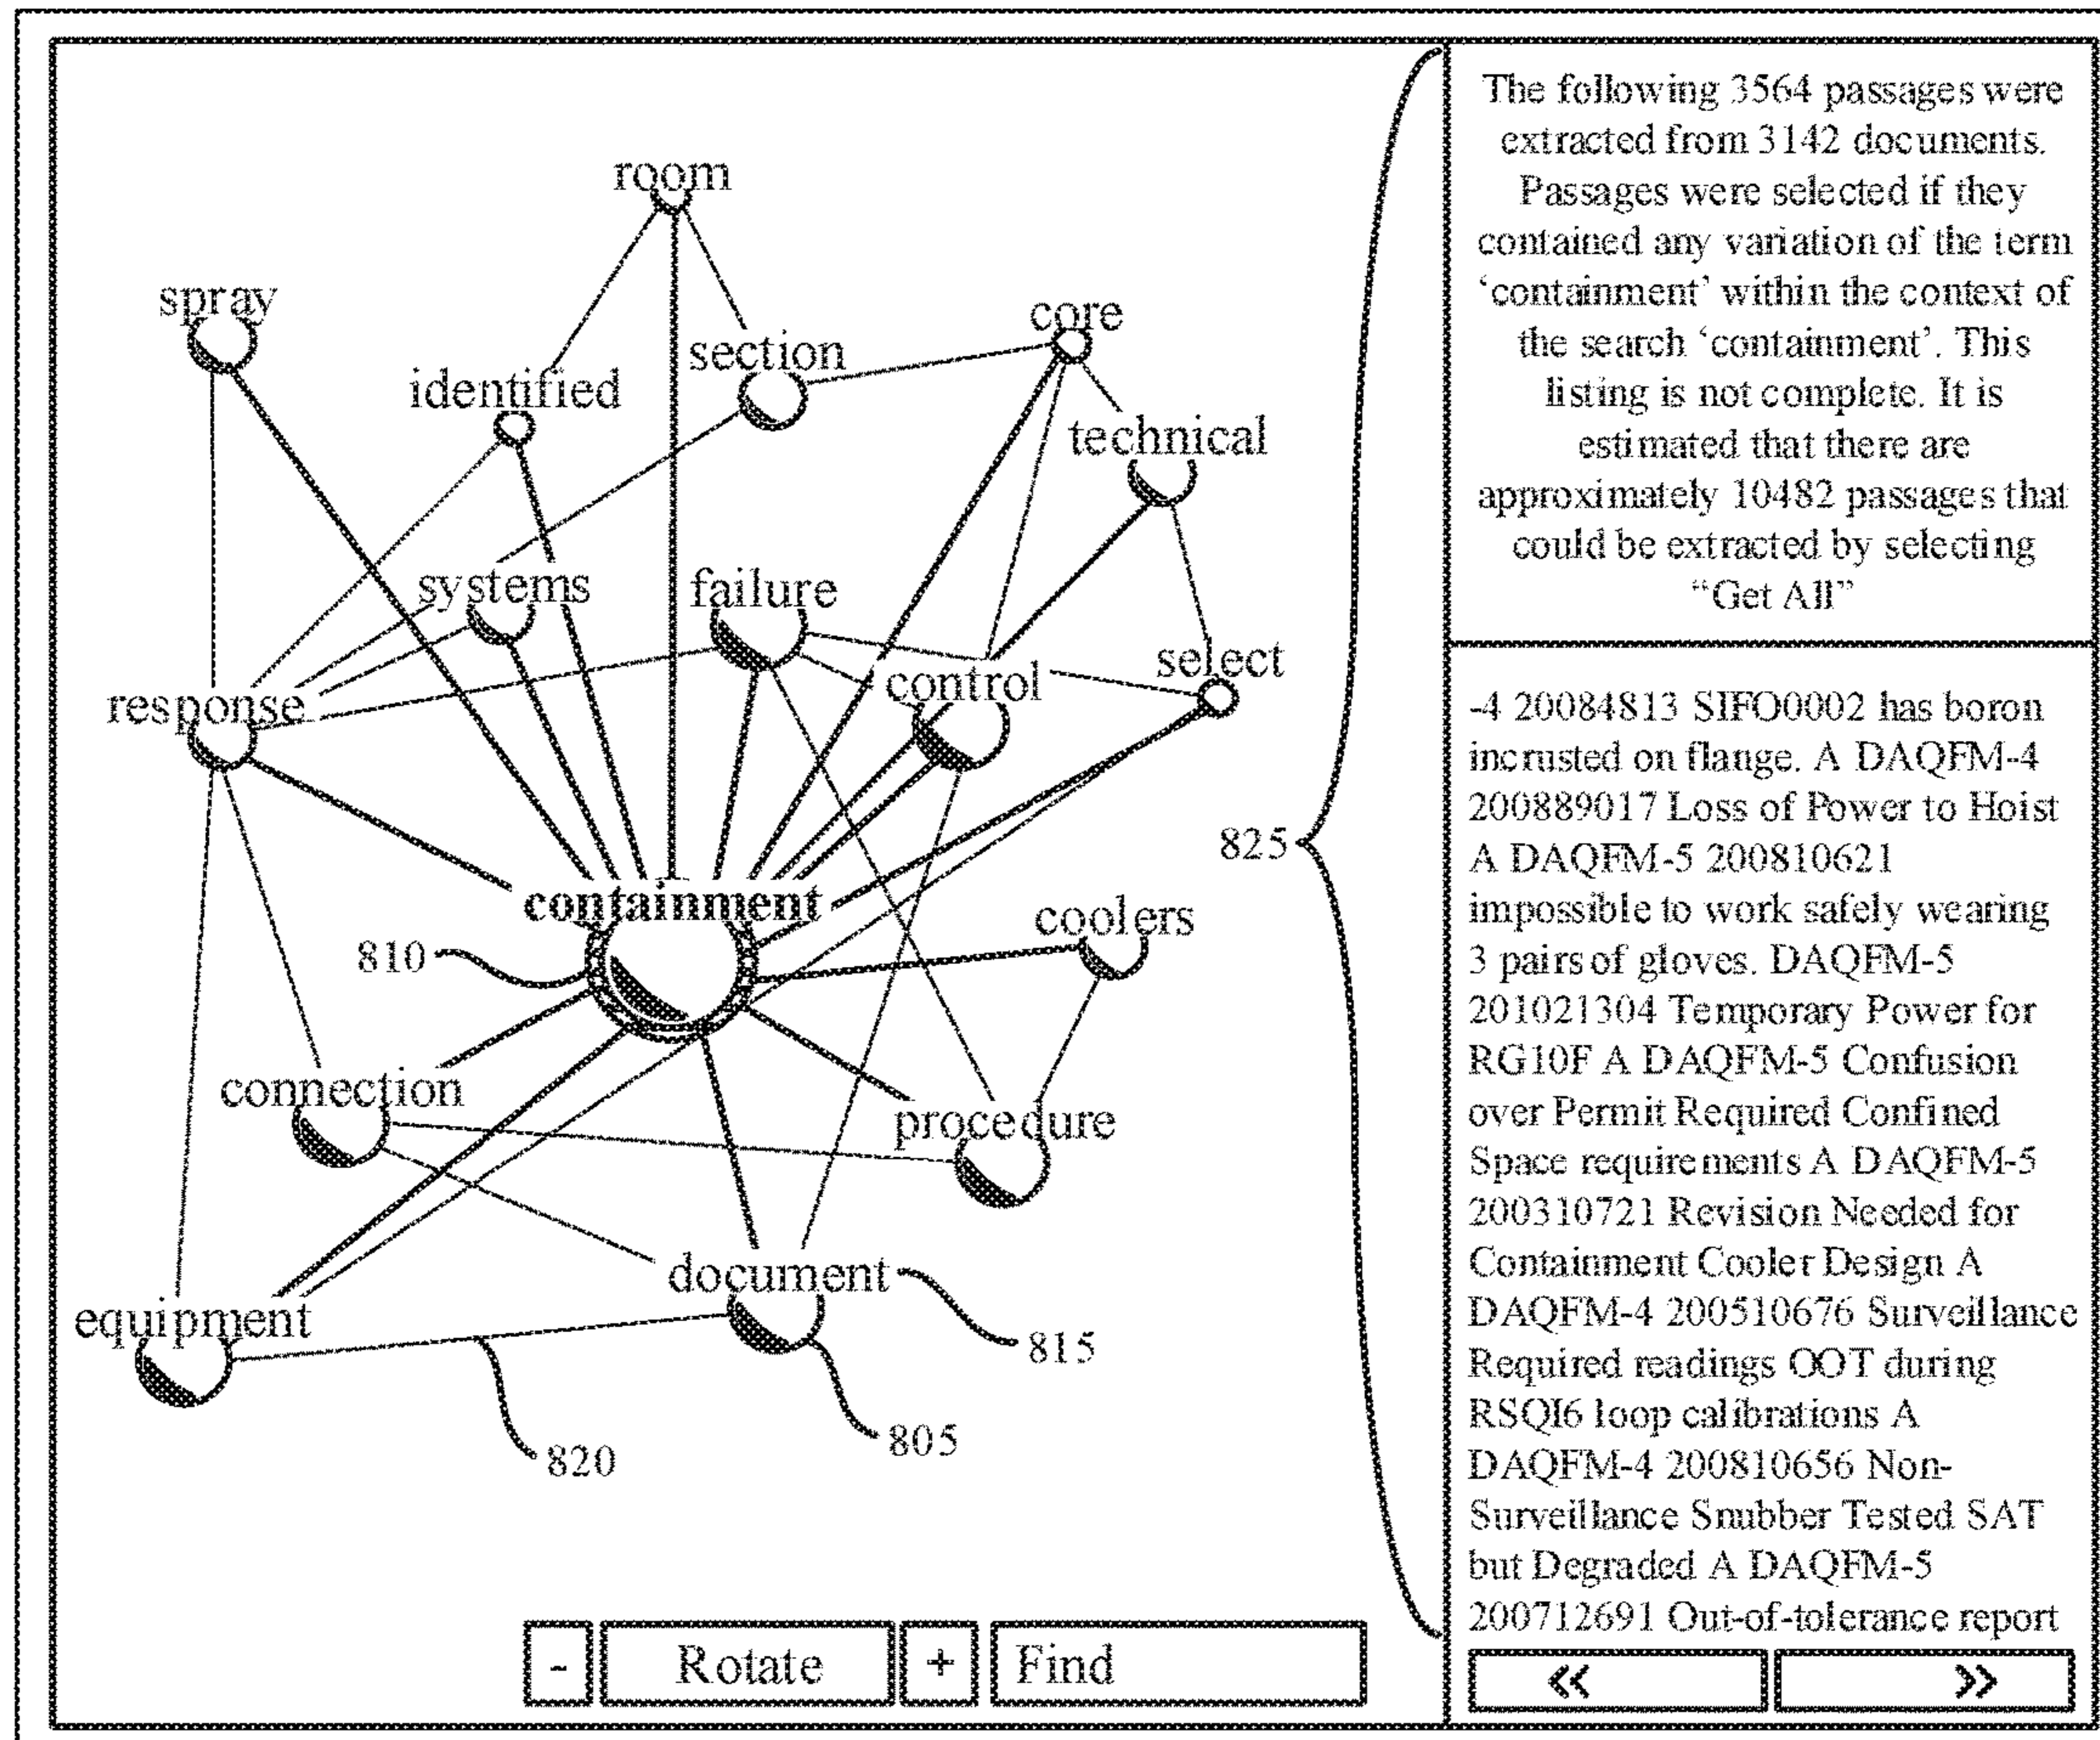 room
spray
core
section
identified
technical
systems
failure
select
control
response
825
containment
coolers
810
connection
procedure
document
equipment
815
805
820
-
Rotate
+
Find
The following 3564 passages were
extracted from 3142 documents.
Passages were selected if they
contained any variation of the term
‘containment’ within the context of
the search ‘containment’. This
listing is not complete. It is
estimated that there are
approximately 10482 passages that
could be extracted by selecting
“Get All”
-4 20084813 SIFO0002 has boron
incrusted on flange. A DAQFM-4
200889017 Loss of Power to Hoist
A DAQFM-5 200810621
impossible to work safely wearing
3 pairs of gloves. DAQFM-5
201021304 Temporary Power for
RG10F A DAQFM-5 Confusion
over Permit Required Confined
Space requirements A DAQFM-5
200310721 Revision Needed for
Containment Cooler Design A
DAQFM-4 200510676 Surveillance
Required readings OOT during
RSQI6 loop calibrations A
DAQFM-4 200810656 Non-
Surveillance Snubber Tested SAT
but Degraded A DAQFM-5
200712691 Out-of-tolerance report
«
»